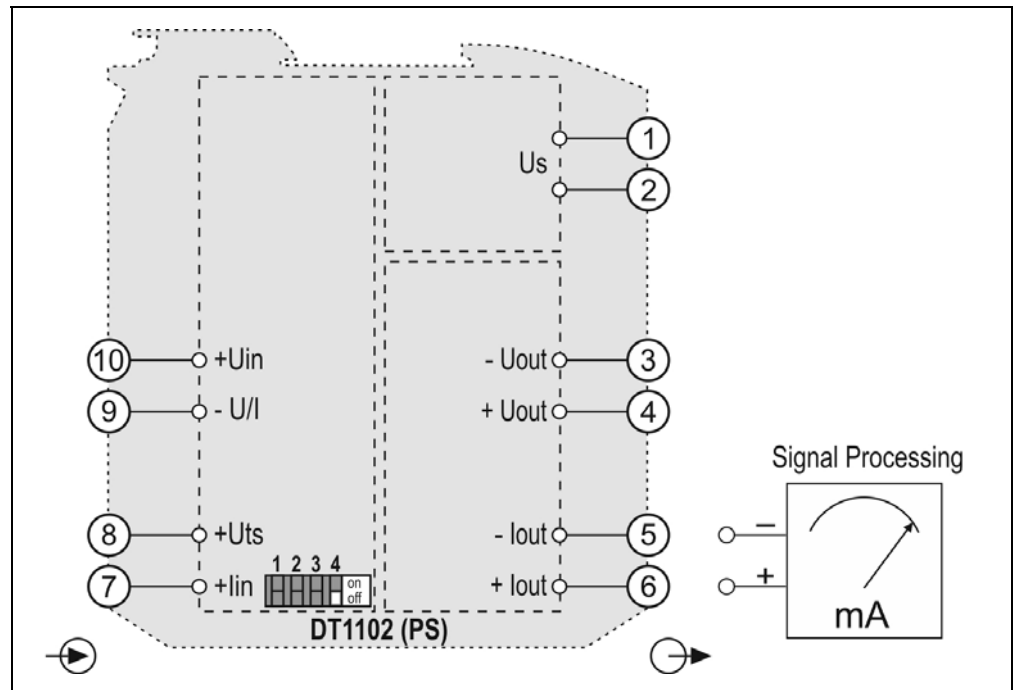 1
Us
2
10 +Uin
- Uout 3
9 - U/I
+ Uout 4
Signal Processing
8 +Uts
- Iout 5
−
1 2 3 4
on
off
7 +Iin
+ Iout 6
+
mA
DT1102 (PS)